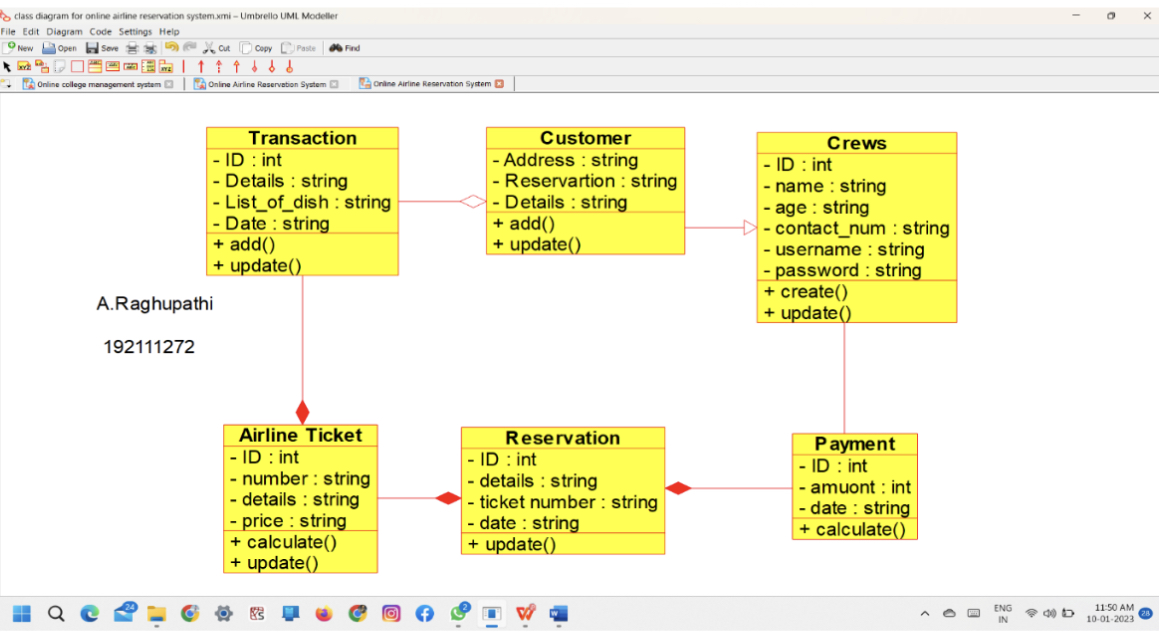 class diagram for online airline reservation system.xmi – Umbrello UML Modeller
File Edit Diagram Code Settings Help
New Open Save Cut Copy Paste Find
Online college management system Online Airline Reservation System Online Airline Reservation System
Transaction
- ID : int
- Details : string
- List_of_dish : string
- Date : string
+ add()
+ update()
Customer
- Address : string
- Reservartion : string
- Details : string
+ add()
+ update()
Crews
- ID : int
- name : string
- age : string
- contact_num : string
- username : string
- password : string
+ create()
+ update()
A.Raghupathi
192111272
Airline Ticket
- ID : int
- number : string
- details : string
- price : string
+ calculate()
+ update()
Reservation
- ID : int
- details : string
- ticket number : string
- date : string
+ update()
Payment
- ID : int
- amuont : int
- date : string
+ calculate()
24
2
ENG
IN
11:50 AM
10-01-2023
28